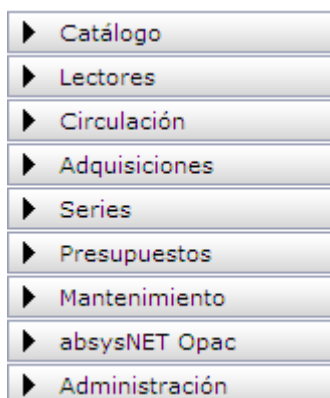 Catálogo
Lectores
Circulación
Adquisiciones
Series
Presupuestos
Mantenimiento
absysNET Opac
Administración